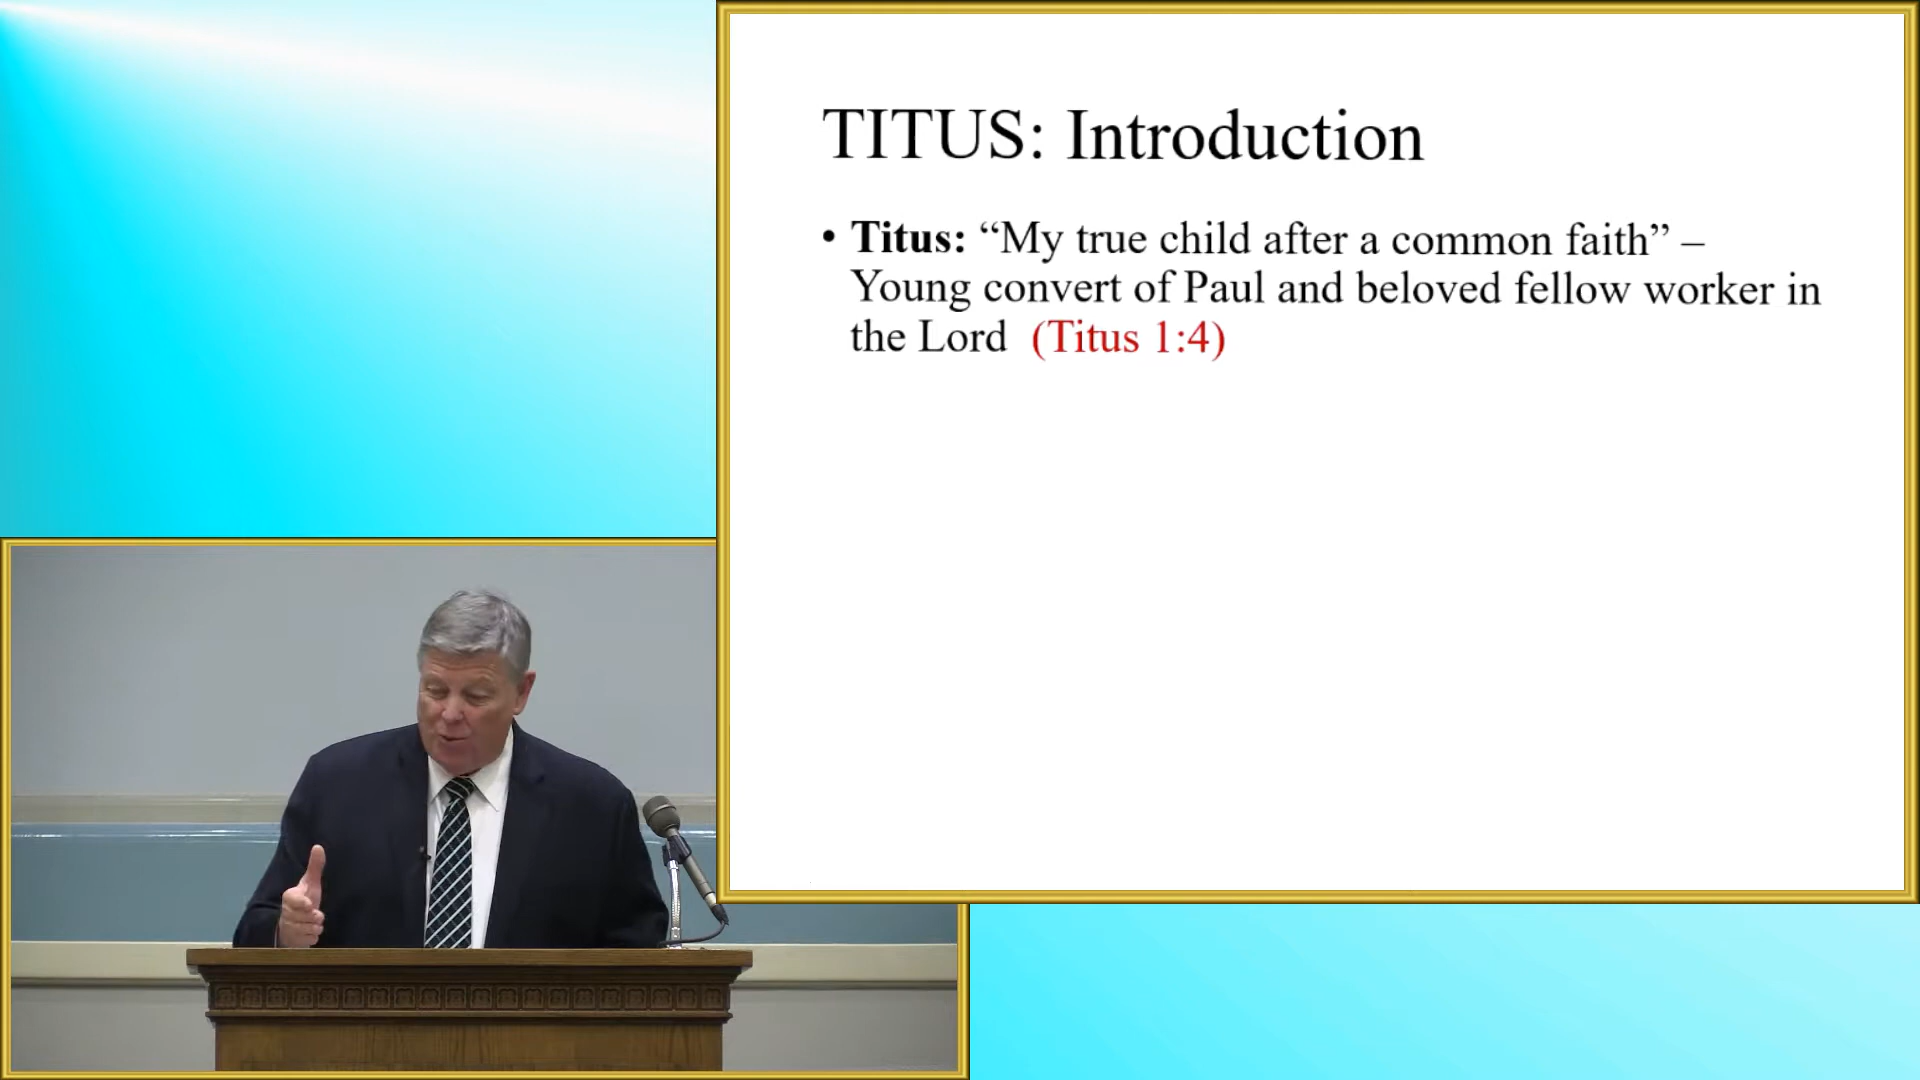 TITUS: Introduction
• Titus: “My true child after a common faith” –
Young convert of Paul and beloved fellow worker in
the Lord (Titus 1:4)